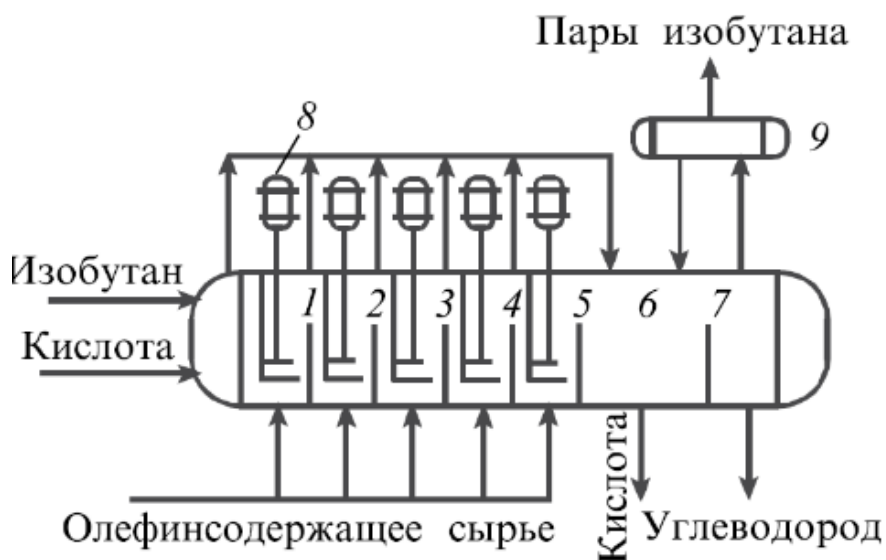 Пары изобутана
8
9
Изобутан
1 2 3 4 5 6 7
Кислота
Олефинсодержащее сырье
Кислота
Углеводород